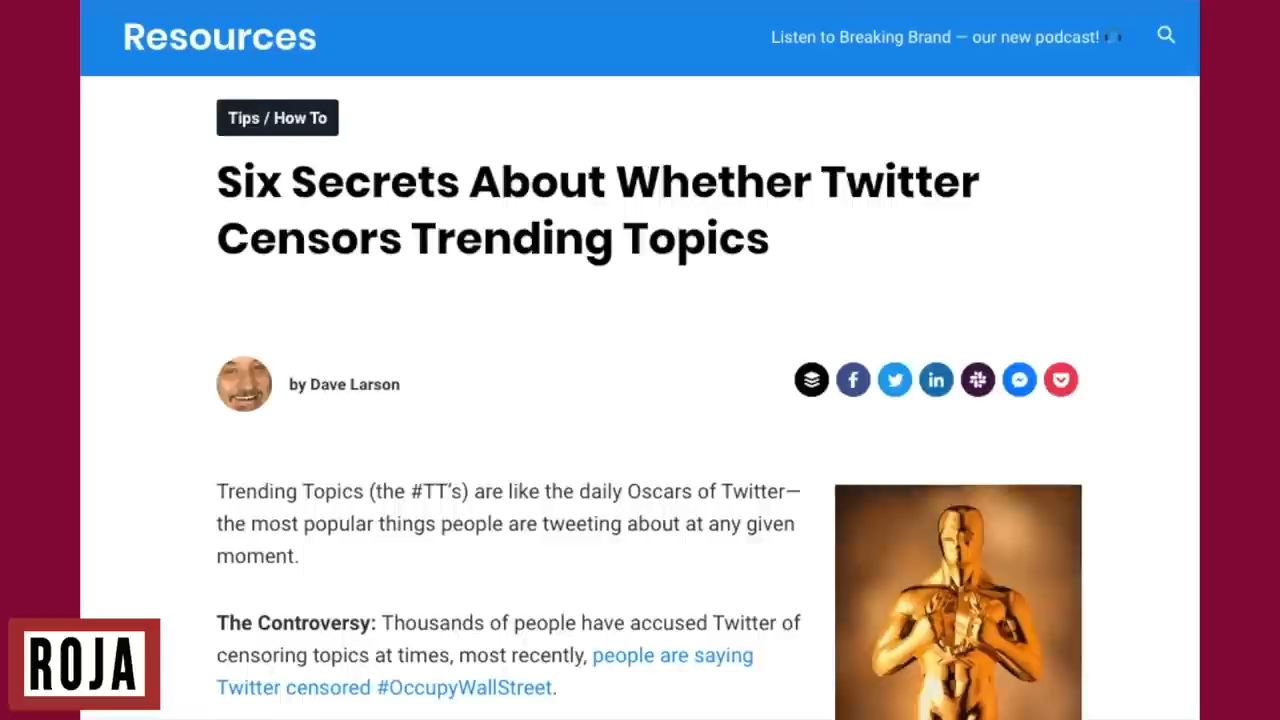 Resources
Listen to Breaking Brand — our new podcast!
Tips / How To
Six Secrets About Whether Twitter
Censors Trending Topics
by Dave Larson
Trending Topics (the #TT's) are like the daily Oscars of Twitter—
the most popular things people are tweeting about at any given
moment.
The Controversy: Thousands of people have accused Twitter of
censoring topics at times, most recently, people are saying
Twitter censored #OccupyWallStreet.
ROJA